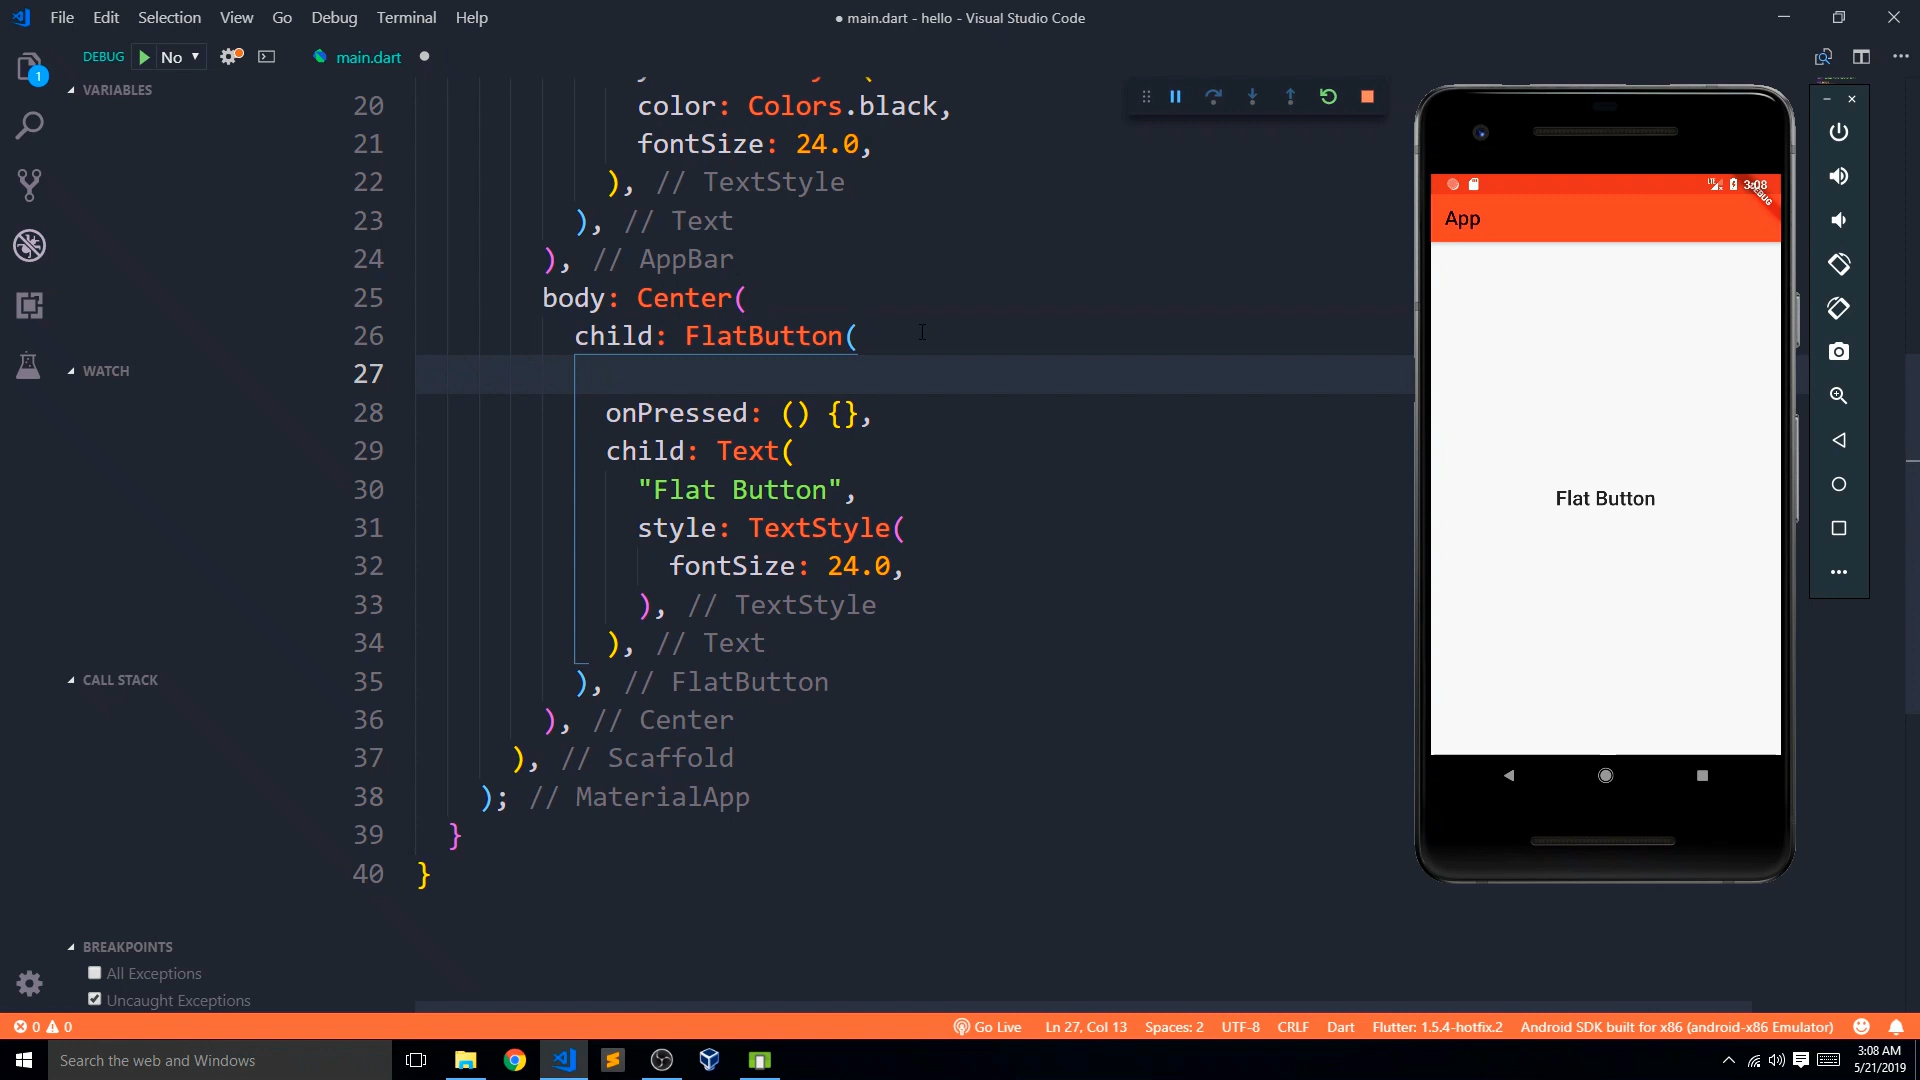 File Edit Selection View Go Debug Terminal Help
● main.dart - hello - Visual Studio Code
DEBUG No
main.dart
1
VARIABLES
WATCH
CALL STACK
BREAKPOINTS
All Exceptions
Uncaught Exceptions
20 color: Colors.black,
21 fontSize: 24.0,
22 ), // TextStyle
23 ), // Text
24 ), // AppBar
25 body: Center(
26 child: FlatButton(
27
28 onPressed: () {},
29 child: Text(
30 "Flat Button",
31 style: TextStyle(
32 fontSize: 24.0,
33 ), // TextStyle
34 ), // Text
35 ), // FlatButton
36 ), // Center
37 ), // Scaffold
38 ); // MaterialApp
39 }
40 }
LTE 3:08
DEBUG
App
Flat Button
0 0
Go Live Ln 27, Col 13 Spaces: 2 UTF-8 CRLF Dart Flutter: 1.5.4-hotfix.2 Android SDK built for x86 (android-x86 Emulator)
Search the web and Windows
3:08 AM
5/21/2019